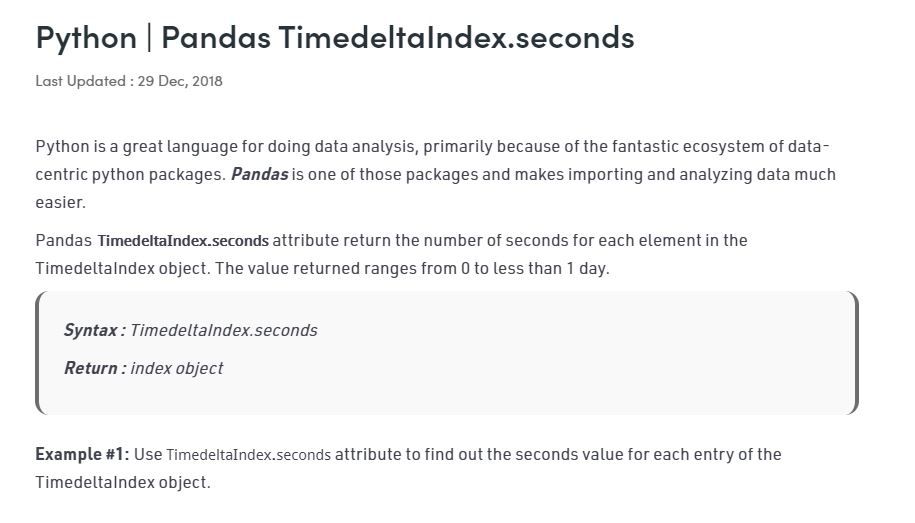 Python | Pandas TimedeltaIndex.seconds
Last Updated : 29 Dec, 2018
Python is a great language for doing data analysis, primarily because of the fantastic ecosystem of data-
centric python packages. Pandas is one of those packages and makes importing and analyzing data much
easier.
Pandas TimedeltaIndex.seconds attribute return the number of seconds for each element in the
TimedeltaIndex object. The value returned ranges from 0 to less than 1 day.
Syntax : TimedeltaIndex.seconds
Return : index object
Example #1: Use TimedeltaIndex.seconds attribute to find out the seconds value for each entry of the
TimedeltaIndex object.